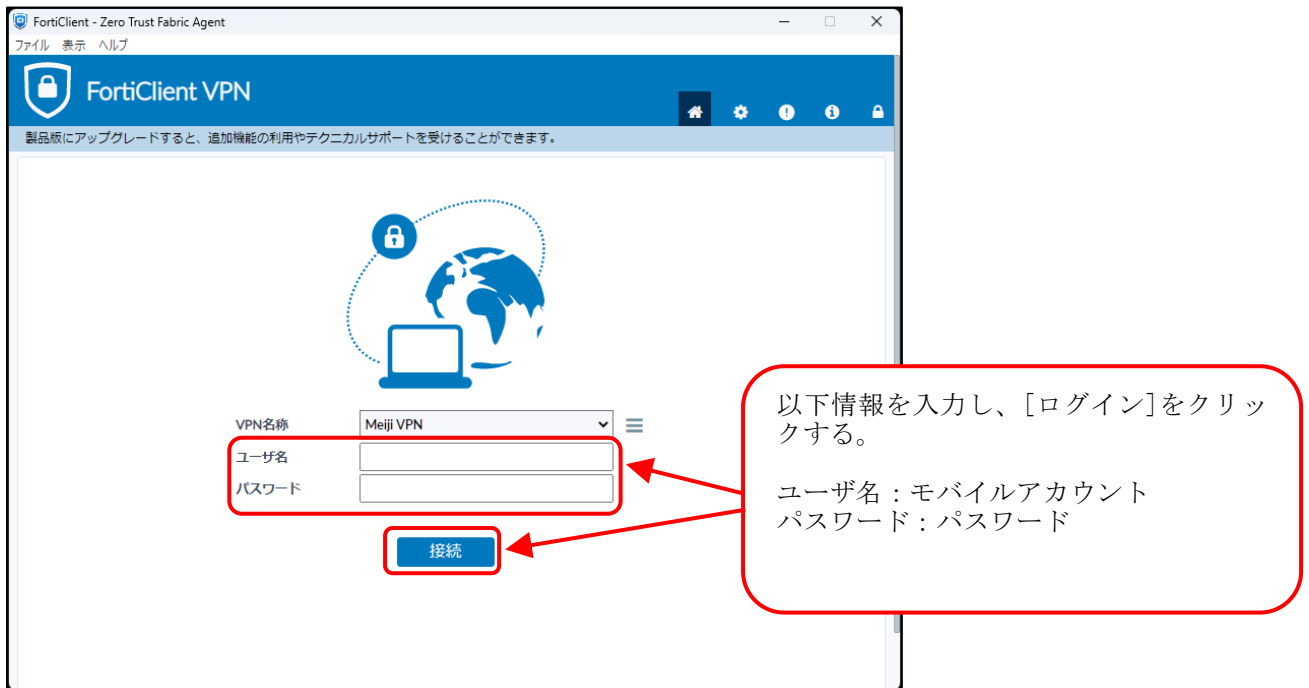 FortiClient - Zero Trust Fabric Agent
ファイル 表示 ヘルプ
FortiClient VPN
製品版にアップグレードすると、追加機能の利用やテクニカルサポートを受けることができます。
VPN名称 Meiji VPN
ユーザ名
パスワード
接続
以下情報を入力し、[ログイン]をクリッ
クする。
ユーザ名：モバイルアカウント
パスワード：パスワード